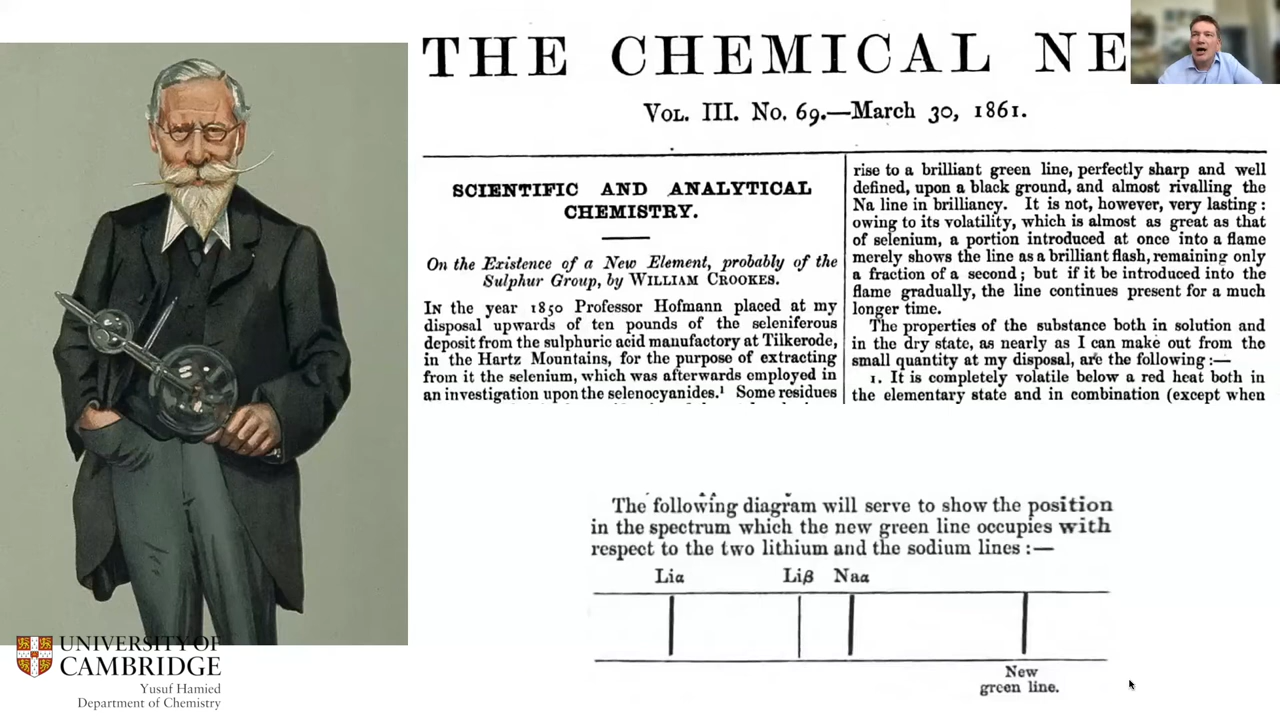 THE CHEMICAL NE
VOL. III. No. 69.—March 30, 1861.
SCIENTIFIC AND ANALYTICAL
CHEMISTRY.
On the Existence of a New Element, probably of the
Sulphur Group, by WILLIAM CROOKES.
IN the year 1850 Professor Hofmann placed at my
disposal upwards of ten pounds of the seleniferous
deposit from the sulphuric acid manufactory at Tilkerode,
in the Hartz Mountains, for the purpose of extracting
from it the selenium, which was afterwards employed in
an investigation upon the selenocyanides.¹ Some residues
rise to a brilliant green line, perfectly sharp and well
defined, upon a black ground, and almost rivalling the
Na line in brilliancy. It is not, however, very lasting :
owing to its volatility, which is almost as great as that
of selenium, a portion introduced at once into a flame
merely shows the line as a brilliant flash, remaining only
a fraction of a second ; but if it be introduced into the
flame gradually, the line continues present for a much
longer time.
The properties of the substance both in solution and
in the dry state, as nearly as I can make out from the
small quantity at my disposal, are the following :—
1. It is completely volatile below a red heat both in
the elementary state and in combination (except when
The following diagram will serve to show the position
in the spectrum which the new green line occupies with
respect to the two lithium and the sodium lines :—
Liα Liβ Naα
New
green line.
UNIVERSITY OF
CAMBRIDGE
Yusuf Hamied
Department of Chemistry